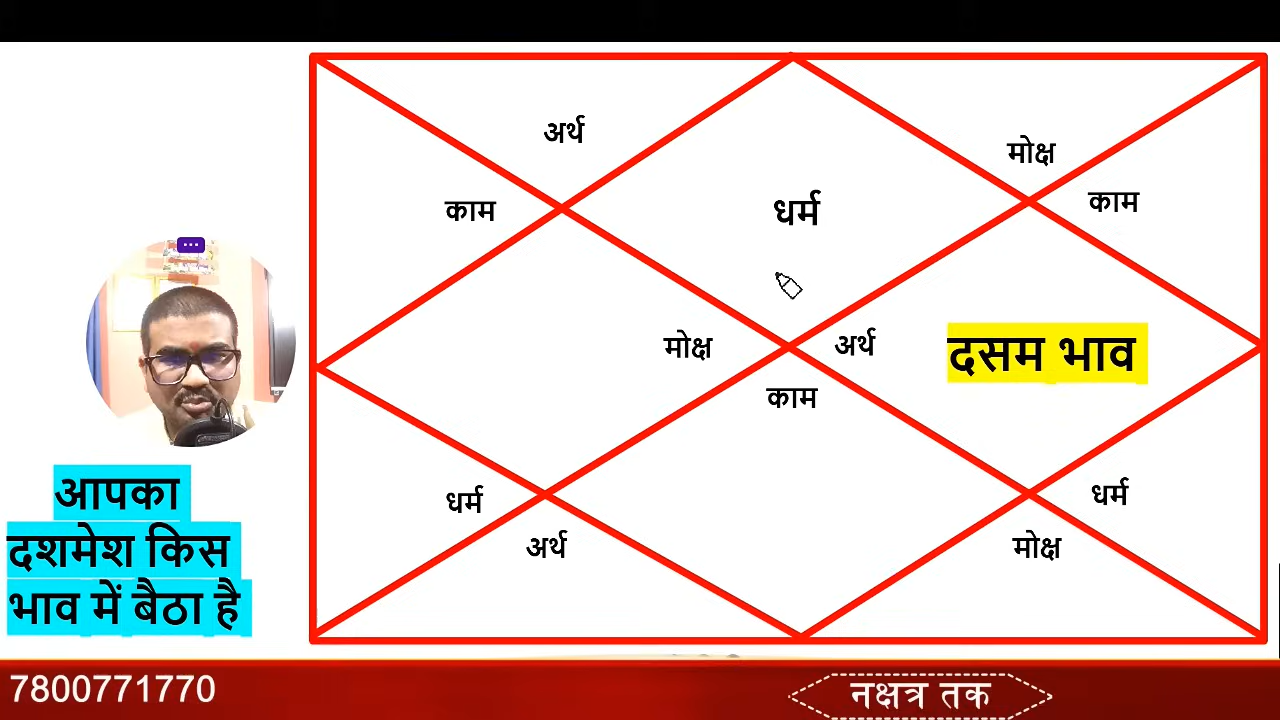 अर्थ
मोक्ष
काम
धर्म
काम
मोक्ष
अर्थ
दसम भाव
काम
आपका
दशमेश किस
भाव में बैठा है
धर्म
धर्म
अर्थ
मोक्ष
7800771770
नक्षत्र तक